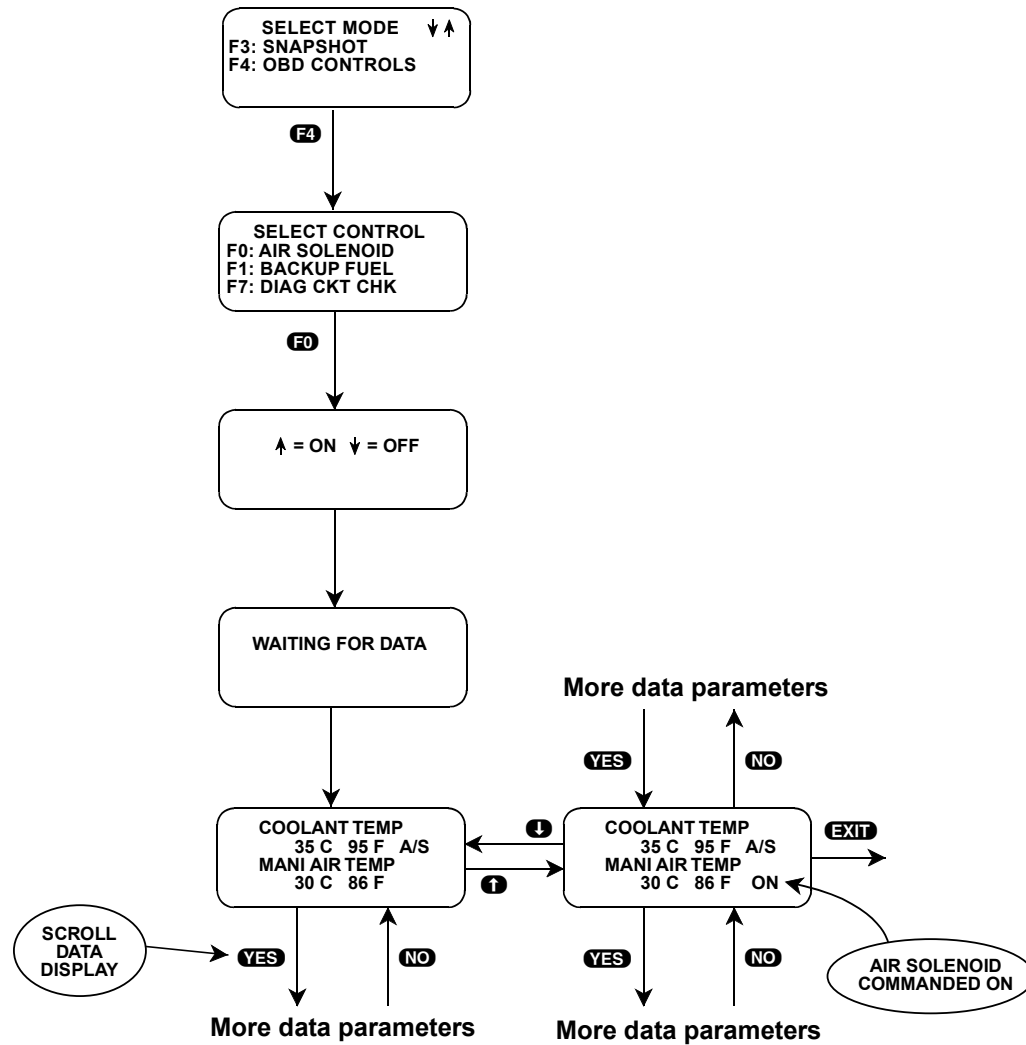 SELECT MODE ↓↑
F3: SNAPSHOT
F4: OBD CONTROLS
F4
SELECT CONTROL
F0: AIR SOLENOID
F1: BACKUP FUEL
F7: DIAG CKT CHK
F0
↑ = ON ↓ = OFF
WAITING FOR DATA
More data parameters
YES
NO
COOLANT TEMP
35 C 95 F A/S
MANI AIR TEMP
30 C 86 F
↓
↑
COOLANT TEMP
35 C 95 F A/S
MANI AIR TEMP
30 C 86 F ON
EXIT
SCROLL
DATA
DISPLAY
YES
NO
YES
NO
AIR SOLENOID
COMMANDED ON
More data parameters
More data parameters